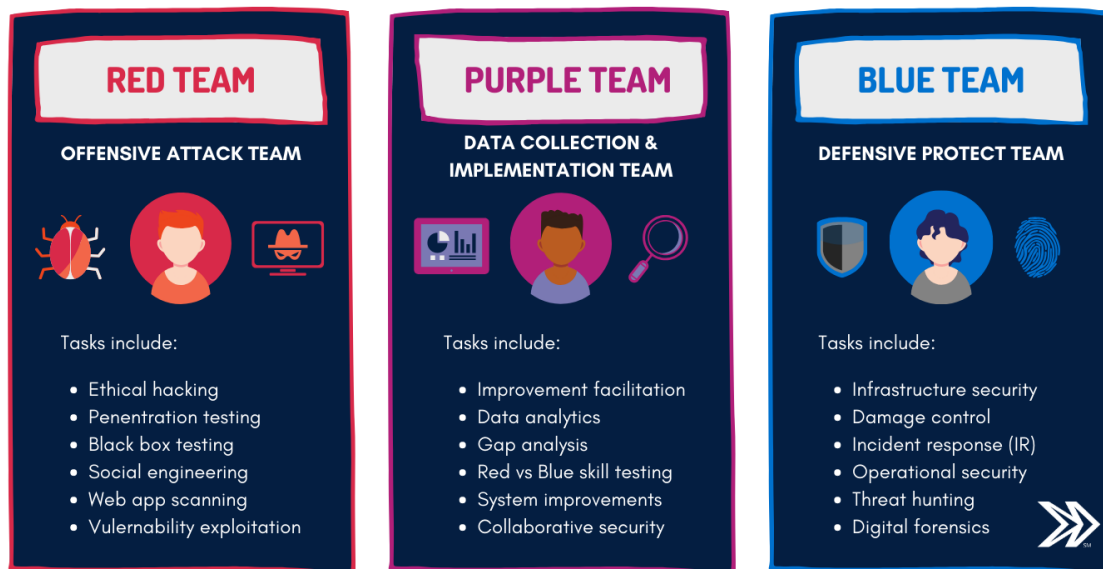 RED TEAM
OFFENSIVE ATTACK TEAM
Tasks include:
• Ethical hacking
• Penentration testing
• Black box testing
• Social engineering
• Web app scanning
• Vulernability exploitation
PURPLE TEAM
DATA COLLECTION &
IMPLEMENTATION TEAM
Tasks include:
• Improvement facilitation
• Data analytics
• Gap analysis
• Red vs Blue skill testing
• System improvements
• Collaborative security
BLUE TEAM
DEFENSIVE PROTECT TEAM
Tasks include:
• Infrastructure security
• Damage control
• Incident response (IR)
• Operational security
• Threat hunting
• Digital forensics
SM